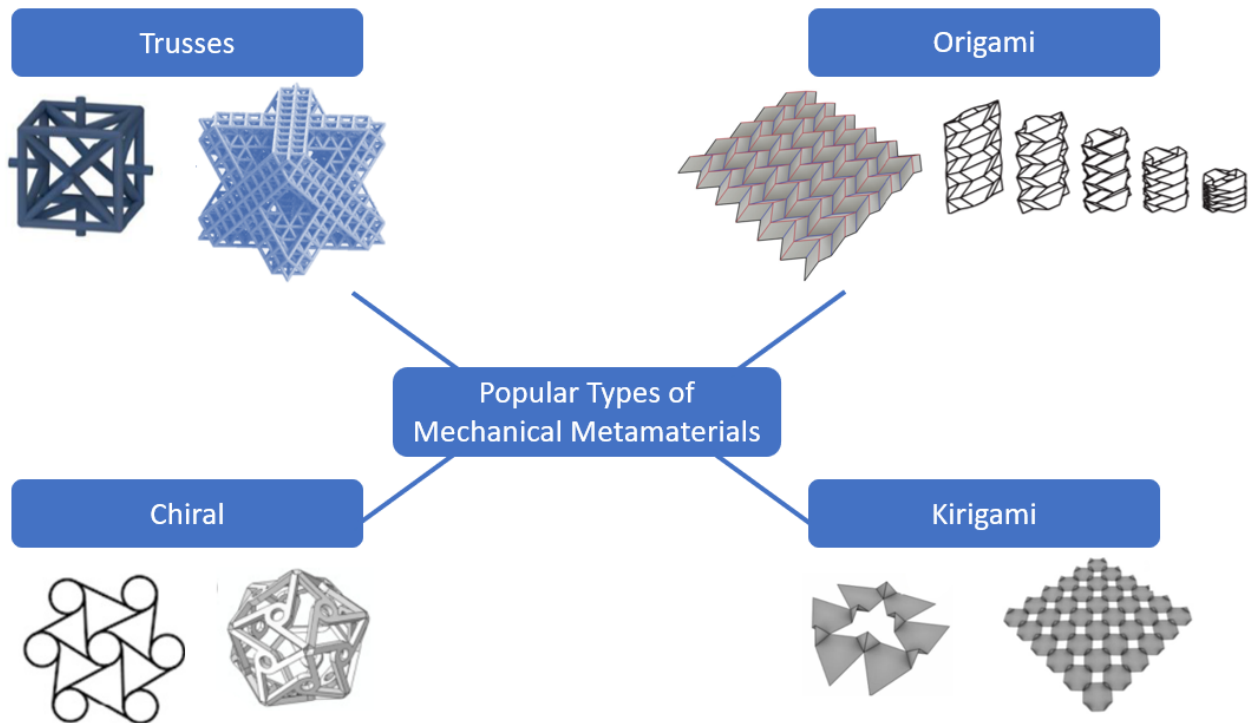 Trusses
Origami
Popular Types of
Mechanical Metamaterials
Chiral
Kirigami